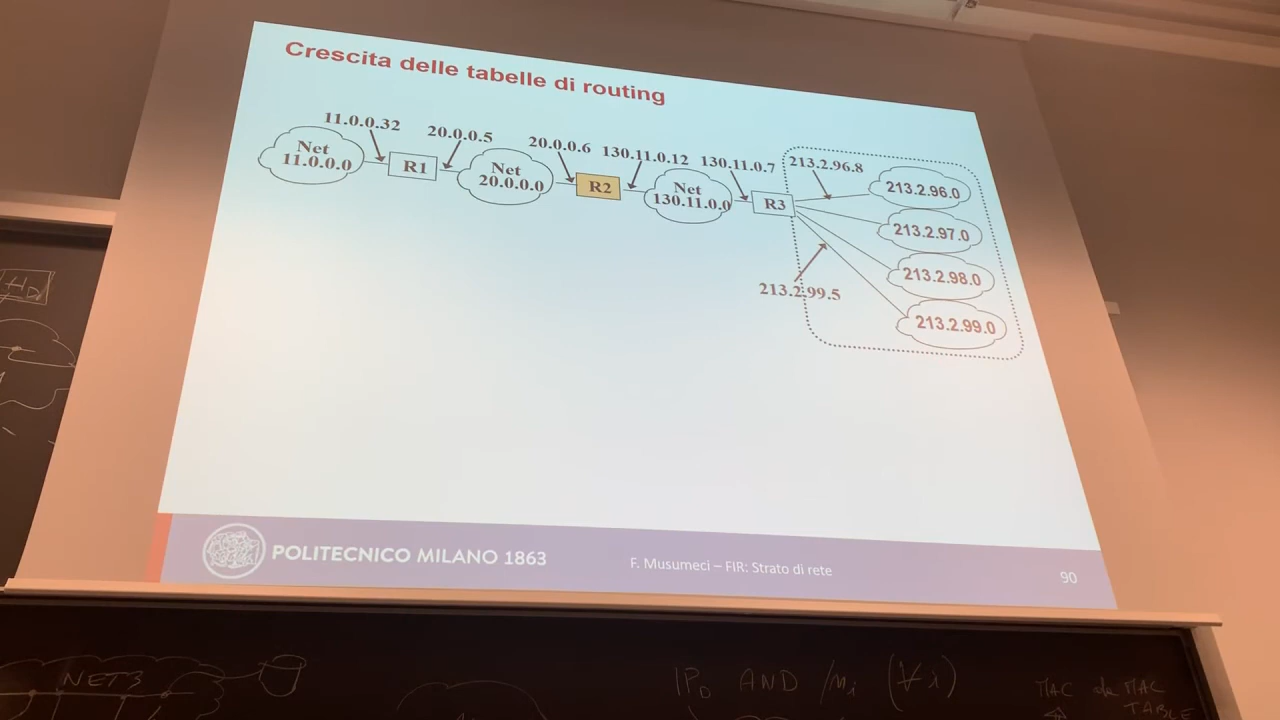 Crescita delle tabelle di routing
11.0.0.32
20.0.0.5
20.0.0.6
130.11.0.12
130.11.0.7
213.2.96.8
Net
11.0.0.0
R1
Net
20.0.0.0
R2
Net
130.11.0.0
R3
213.2.96.0
213.2.97.0
213.2.98.0
213.2.99.0
213.2.99.5
POLITECNICO MILANO 1863
F. Musumeci – FIR: Strato di rete
90
NET3
IP_D AND /m_i (∀ i)
MAC
MAC
TABLE